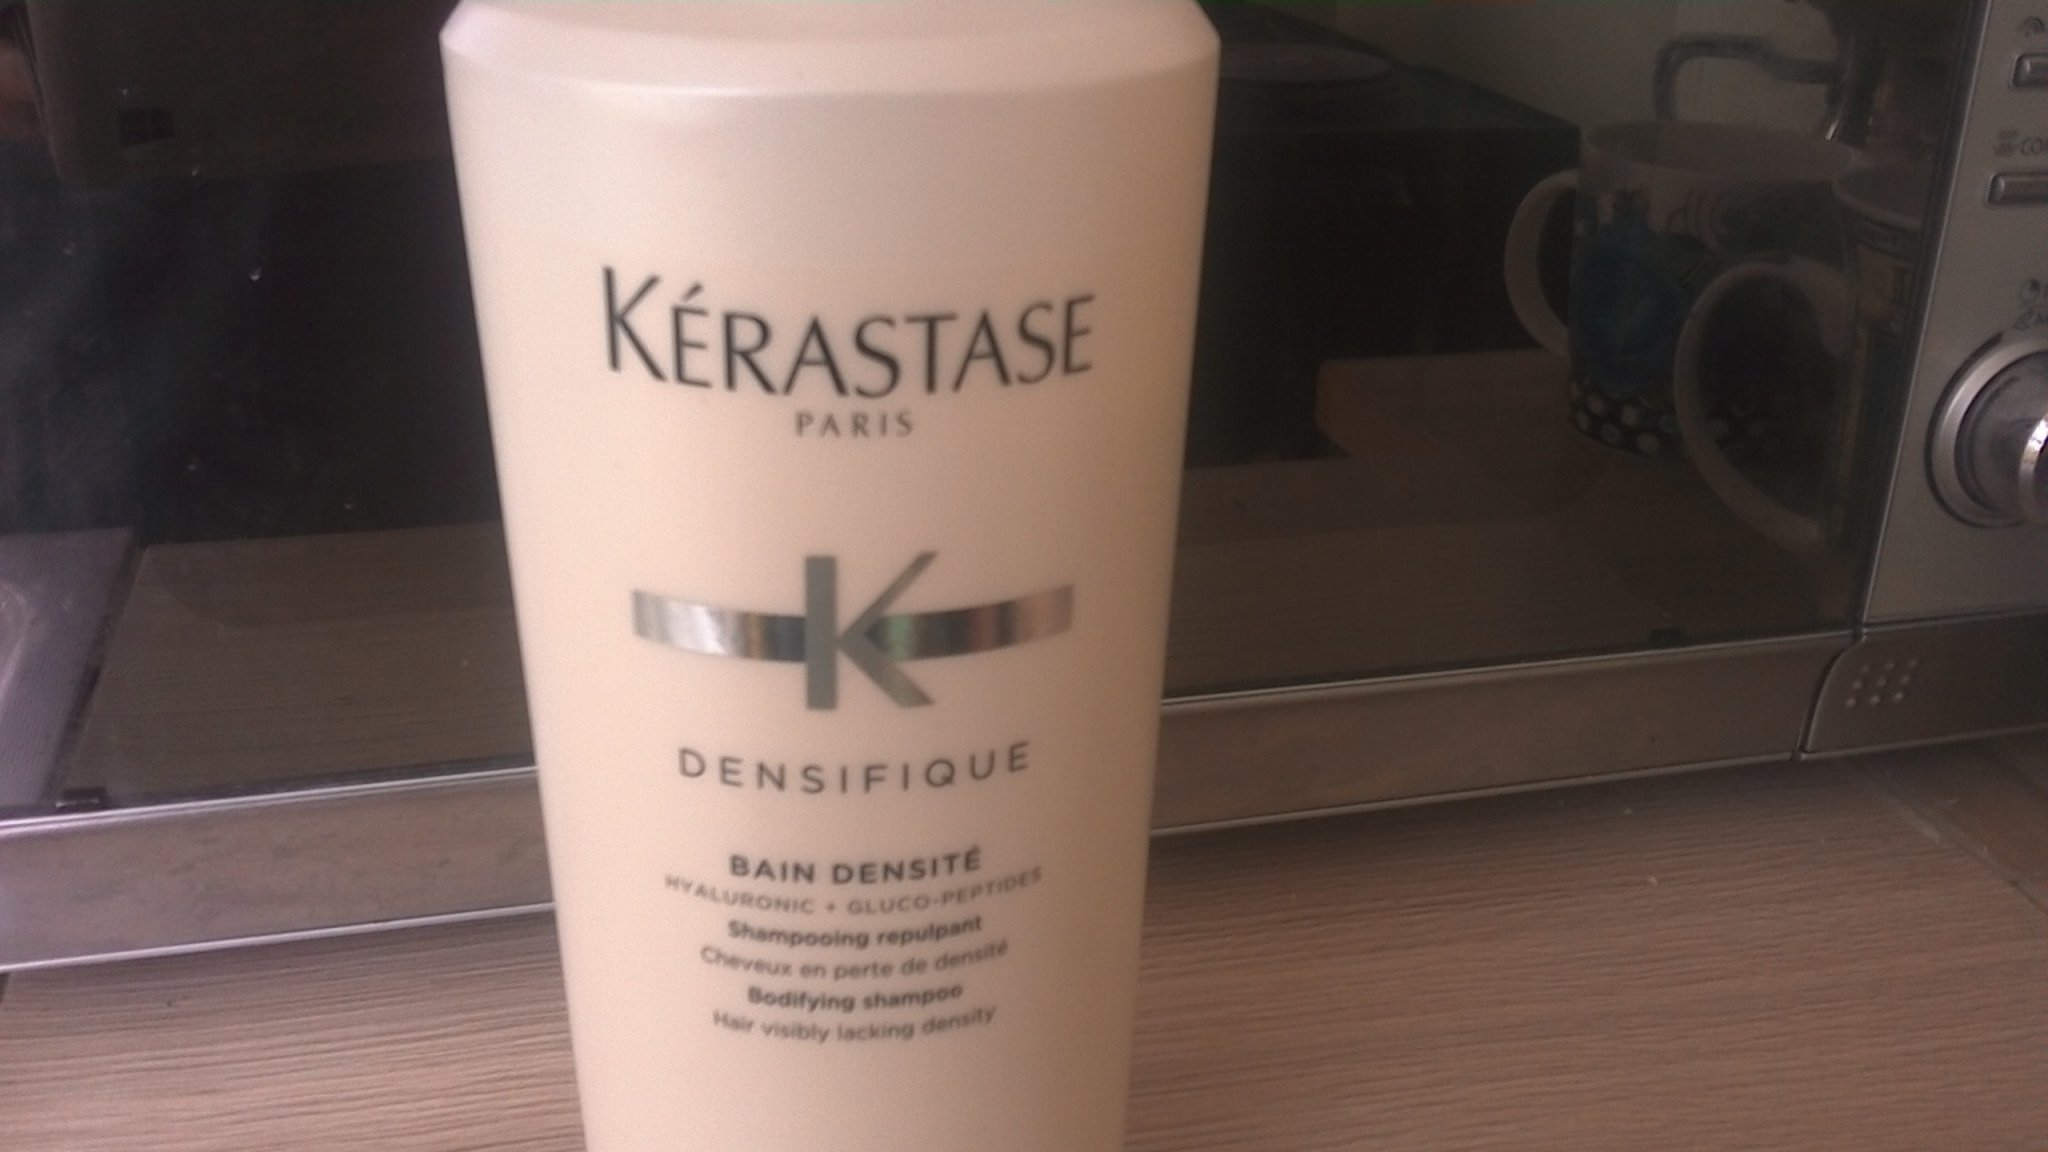 KÉRASTASE
PARIS
K
DENSIFIQUE
BAIN DENSITÉ
HYALURONIC + GLUCO-PEPTIDES
Shampooing repulpant
Cheveux en perte de densité
Bodifying shampoo
Hair visibly lacking density